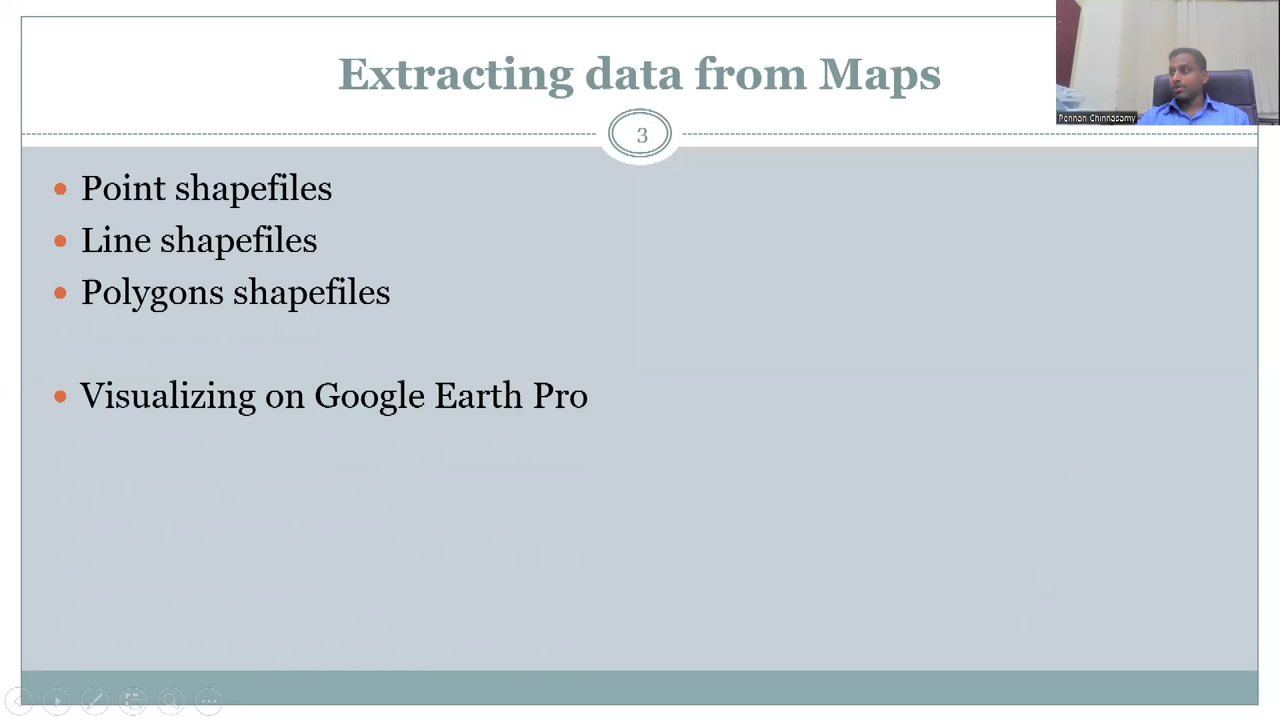 Extracting data from Maps
Pennan Chinnasamy
3
Point shapefiles
Line shapefiles
Polygons shapefiles
Visualizing on Google Earth Pro